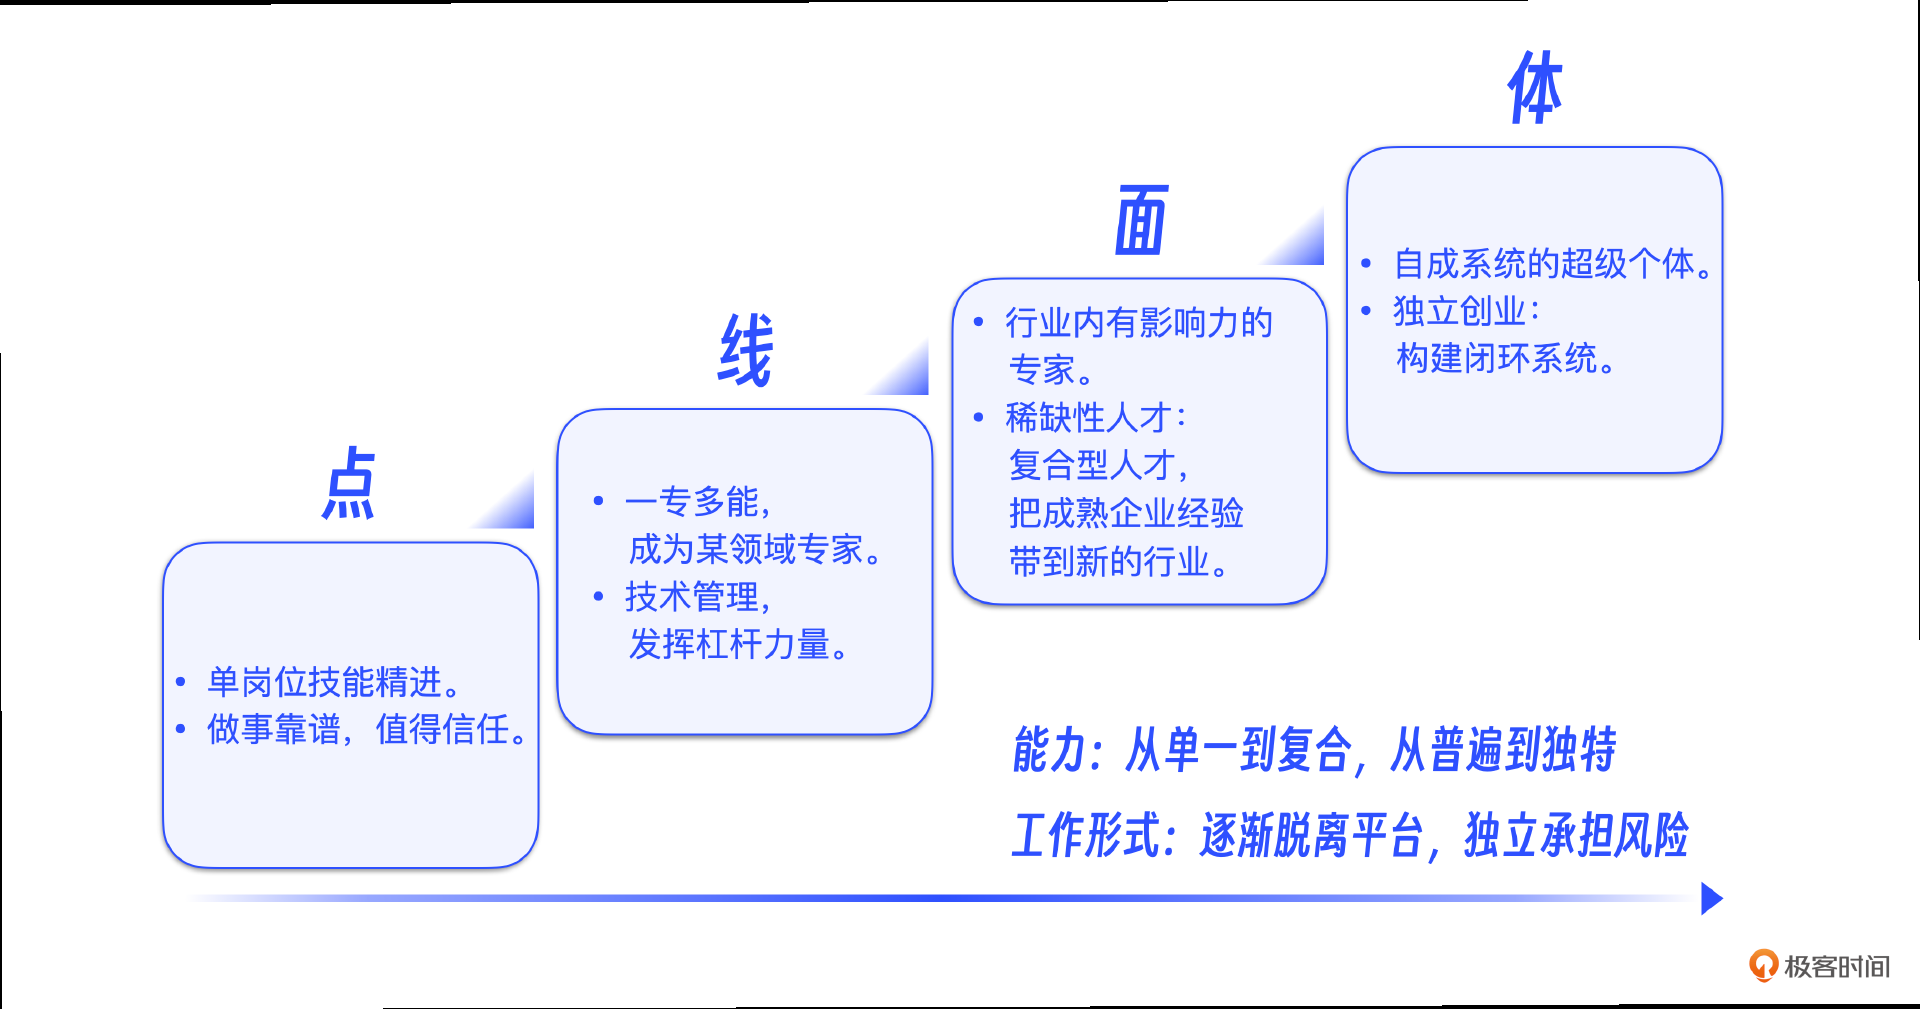 点
• 单岗位技能精进。
• 做事靠谱，值得信任。
线
• 一专多能，
成为某领域专家。
• 技术管理，
发挥杠杆力量。
面
• 行业内有影响力的
专家。
• 稀缺性人才：
复合型人才，
把成熟企业经验
带到新的行业。
体
• 自成系统的超级个体。
• 独立创业：
构建闭环系统。
能力：从单一到复合，从普遍到独特
工作形式：逐渐脱离平台，独立承担风险
极客时间